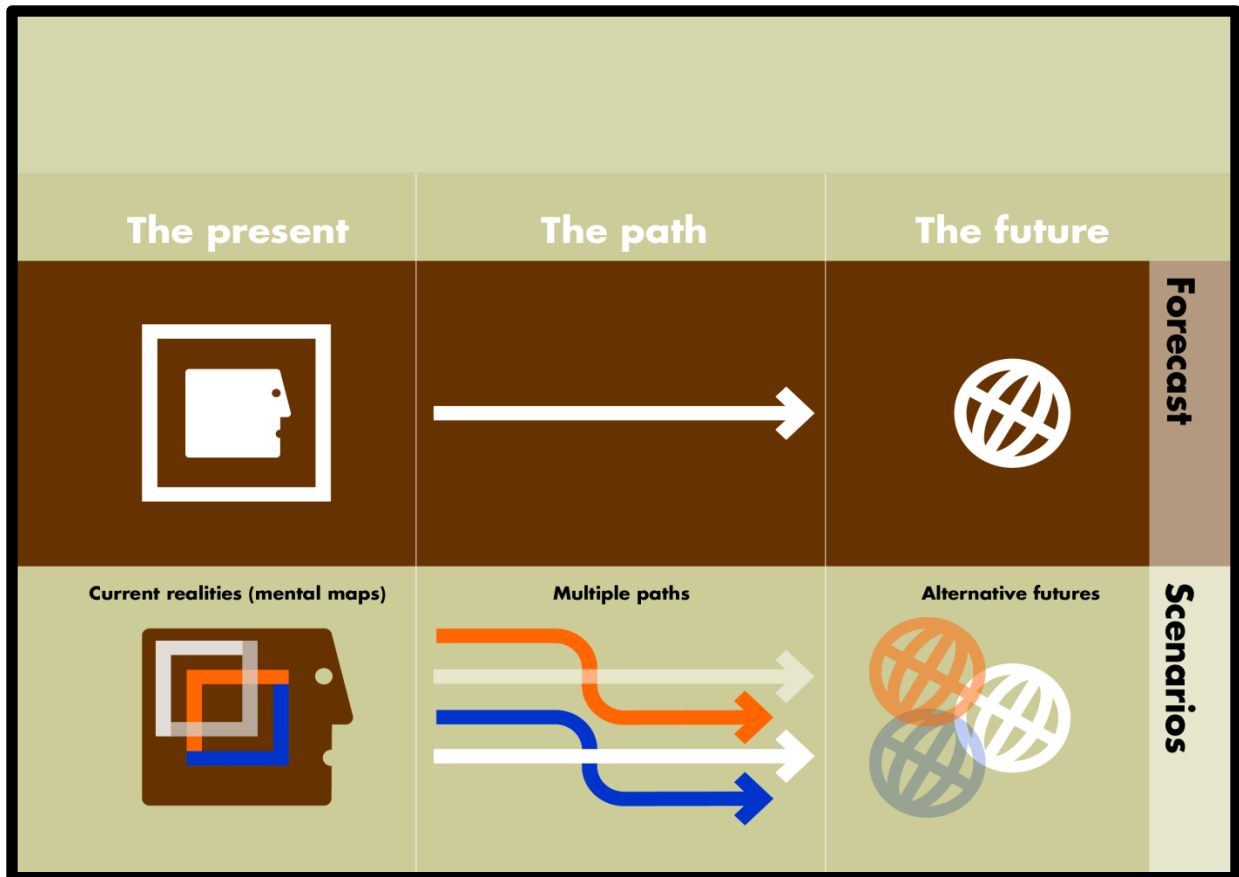 The present
The path
The future
Forecast
Current realities (mental maps)
Multiple paths
Alternative futures
Scenarios